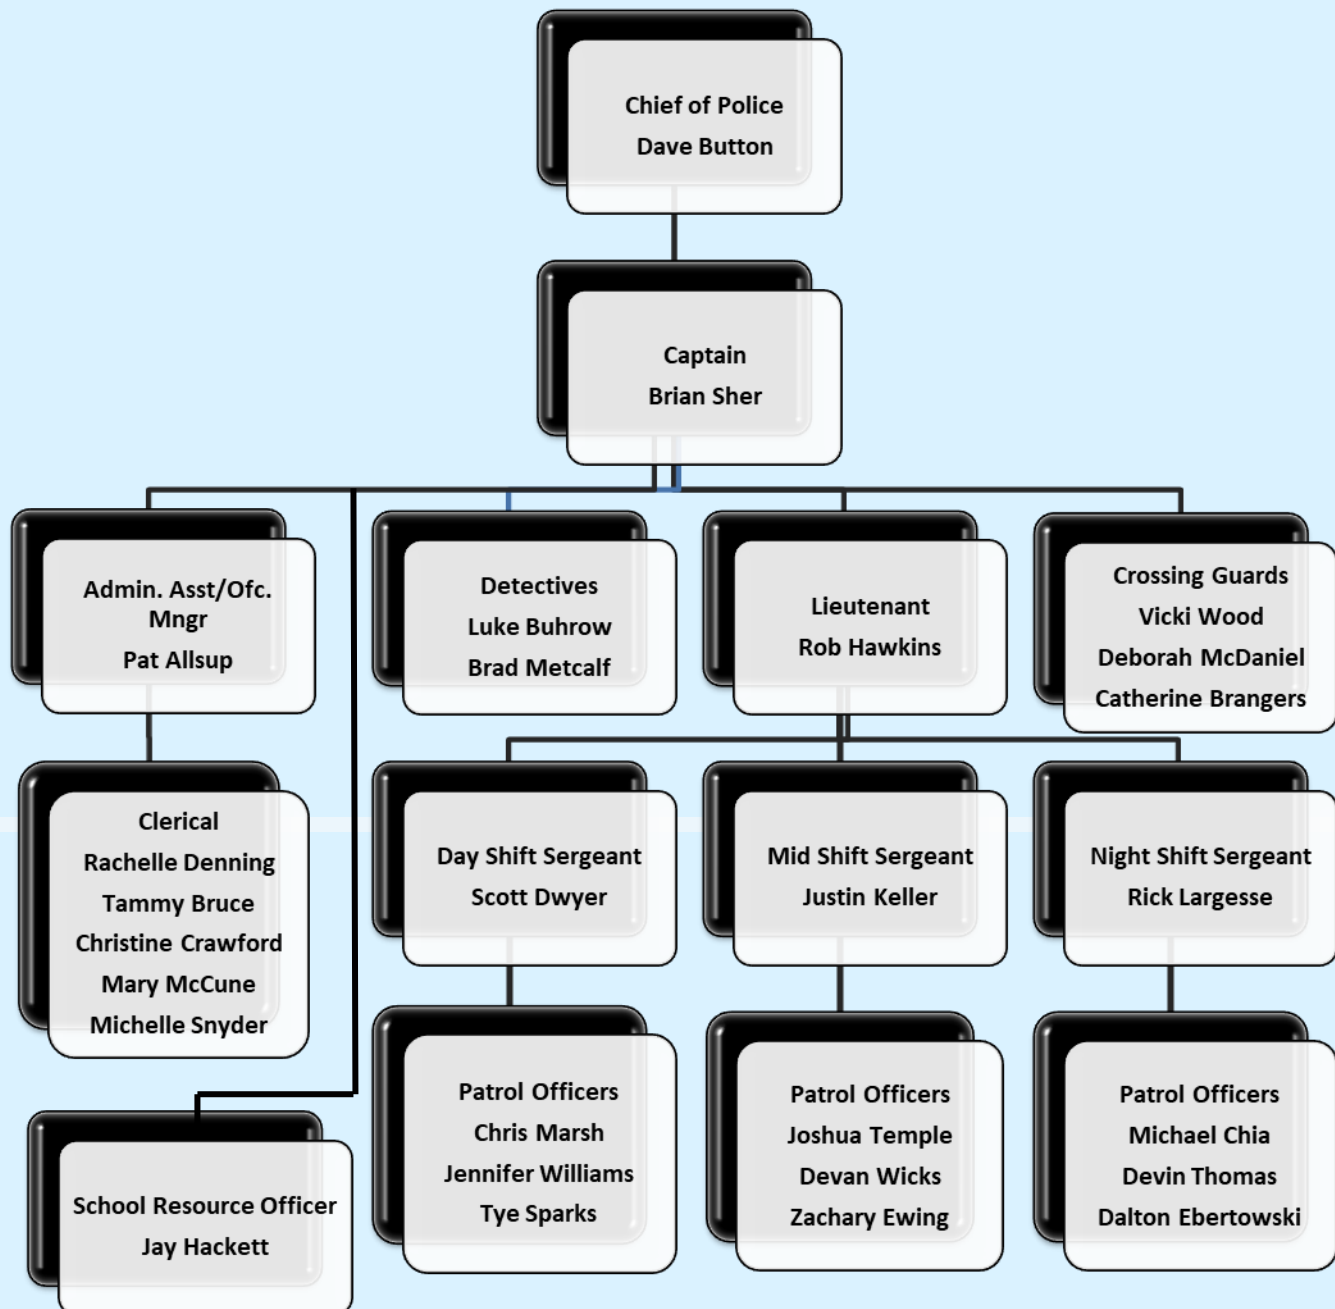 Chief of Police
Dave Button
Captain
Brian Sher
Admin. Asst/Ofc.
Mngr
Pat Allsup
Detectives
Luke Buhrow
Brad Metcalf
Lieutenant
Rob Hawkins
Crossing Guards
Vicki Wood
Deborah McDaniel
Catherine Brangers
Clerical
Rachelle Denning
Tammy Bruce
Christine Crawford
Mary McCune
Michelle Snyder
Day Shift Sergeant
Scott Dwyer
Mid Shift Sergeant
Justin Keller
Night Shift Sergeant
Rick Largesse
School Resource Officer
Jay Hackett
Patrol Officers
Chris Marsh
Jennifer Williams
Tye Sparks
Patrol Officers
Joshua Temple
Devan Wicks
Zachary Ewing
Patrol Officers
Michael Chia
Devin Thomas
Dalton Ebertowski